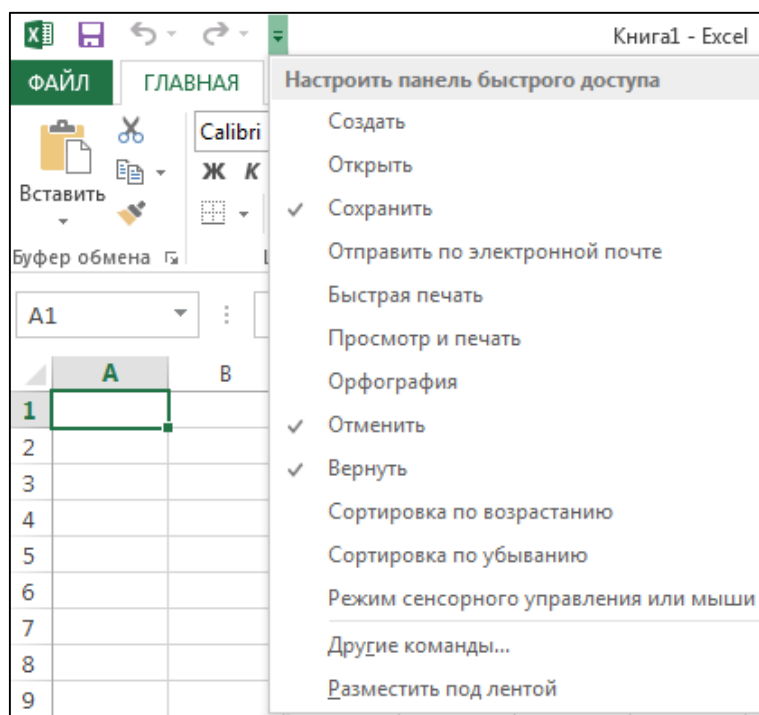 Книга1 - Excel
ФАЙЛ ГЛАВНАЯ
Настроить панель быстрого доступа
Создать
Открыть
Сохранить
Отправить по электронной почте
Быстрая печать
Просмотр и печать
Орфография
Отменить
Вернуть
Сортировка по возрастанию
Сортировка по убыванию
Режим сенсорного управления или мыши
Другие команды...
Разместить под лентой
Вставить
Calibri
Ж К
Буфер обмена
A1
A B
1
2
3
4
5
6
7
8
9